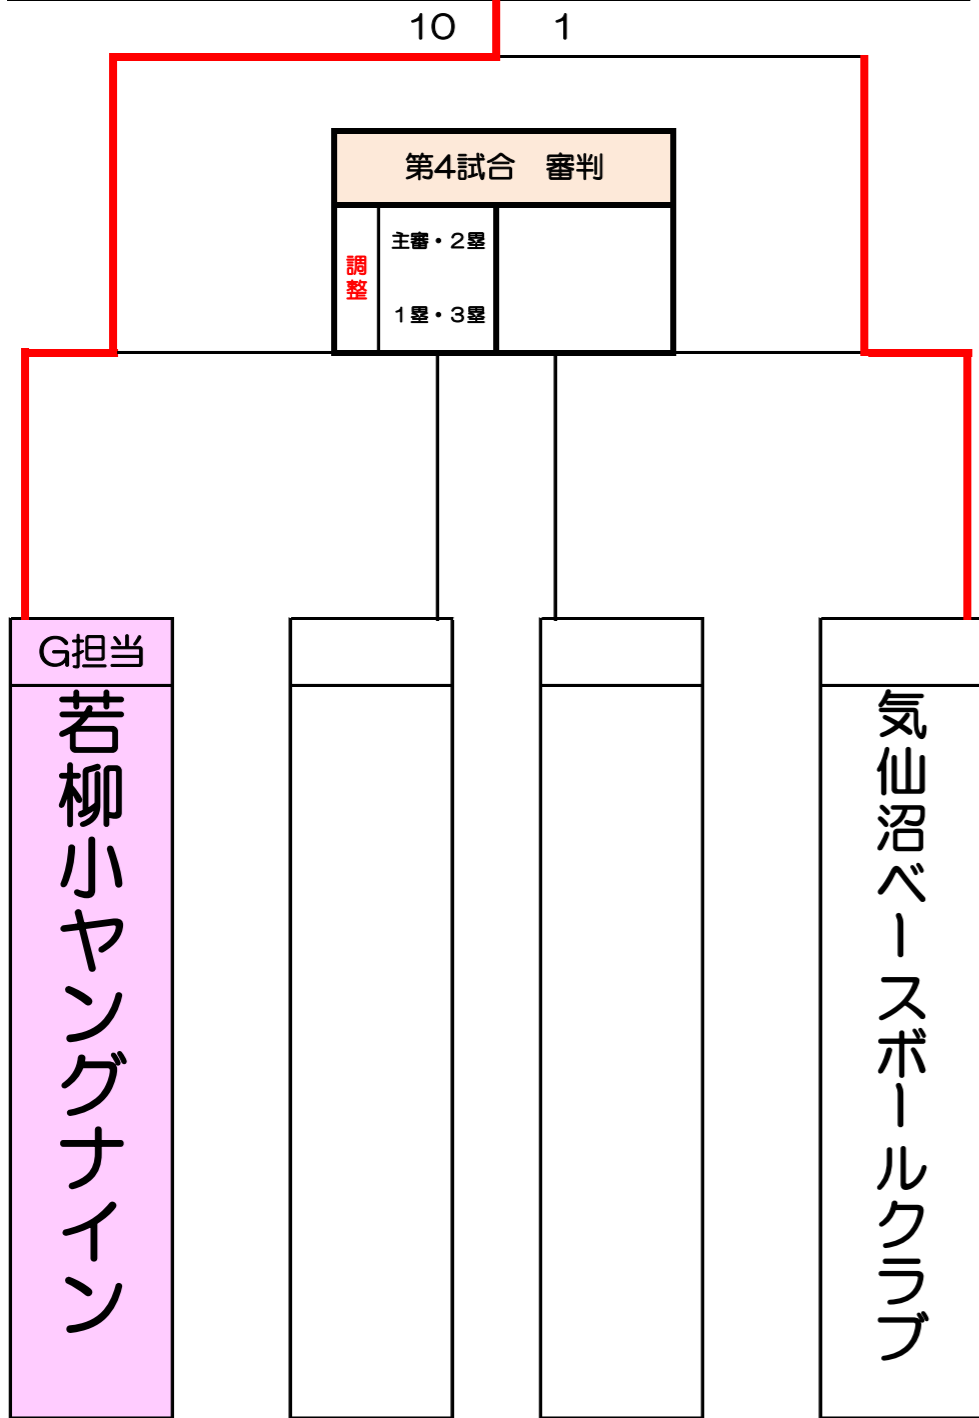 10 1
第4試合 審判
調整
主審・2塁
1塁・3塁
G担当
若柳小ヤングナイン
気仙沼ベースボールクラブ